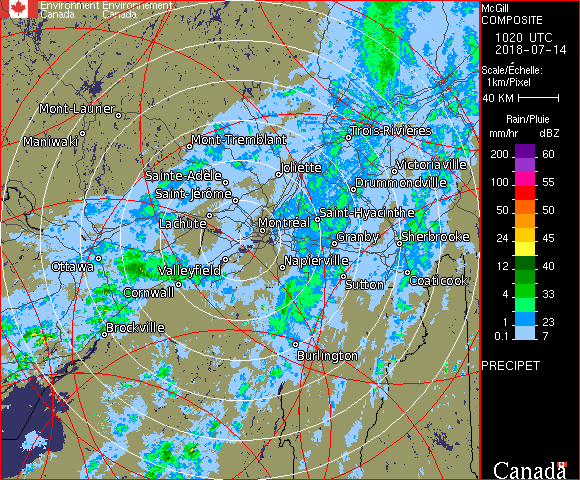 Environment Environnement
Canada Canada
McGill
COMPOSITE
1020 UTC
2018-07-14
Scale/Échelle:
1km/Pixel
40 KM
Rain/Pluie
mm/hr dBZ
200 60
100 55
50 50
24 45
12 40
4 33
1 23
0.1 7
PRECIPET
Canada
Mont-Laurier
Maniwaki
Mont-Tremblant
Trois-Rivières
Joliette
Victoriaville
Sainte-Adèle
Drummondville
Saint-Jérôme
Lachute
Saint-Hyacinthe
Montréal
Granby
Sherbrooke
Ottawa
Valleyfield
Napierville
Cornwall
Sutton
Coaticook
Brockville
Burlington